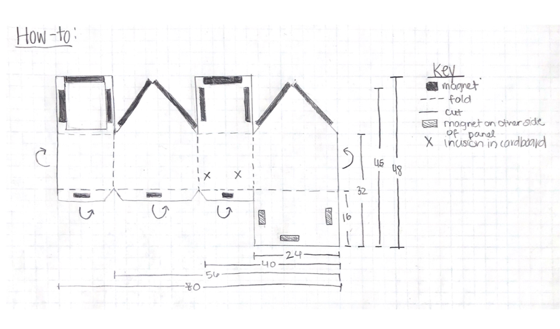 How-to:
Key
magnet
fold
cut
magnet on other side
of panel
X incision in cardboard
X X
32
46
48
16
24
40
56
70